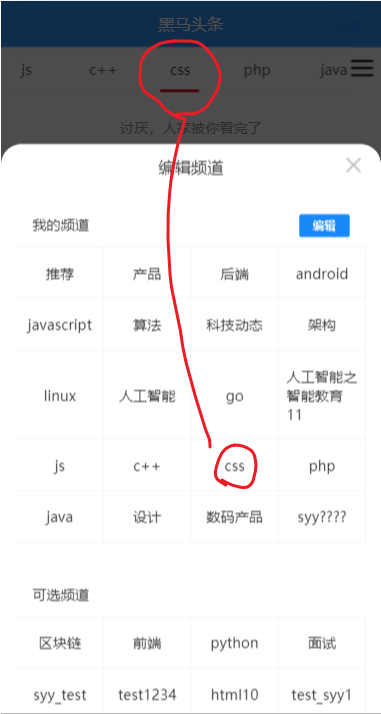 黑马头条
js c++ css php java
讨厌，人家被你看完了
编辑频道
我的频道 编辑
推荐 产品 后端 android
javascript 算法 科技动态 架构
linux 人工智能 go 人工智能之
智能教育
11
js c++ css php
java 设计 数码产品 syy????
可选频道
区块链 前端 python 面试
syy_test test1234 html10 test_syy1